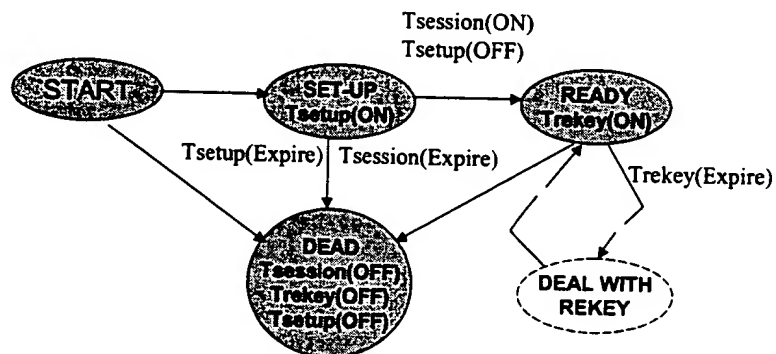 Tsession(ON)
Tsetup(OFF)
START
SET-UP
Tsetup(ON)
READY
Trekey(ON)
Tsetup(Expire)
Tsession(Expire)
Trekey(Expire)
DEAD
Tsession(OFF)
Trekey(OFF)
Tsetup(OFF)
DEAL WITH
REKEY